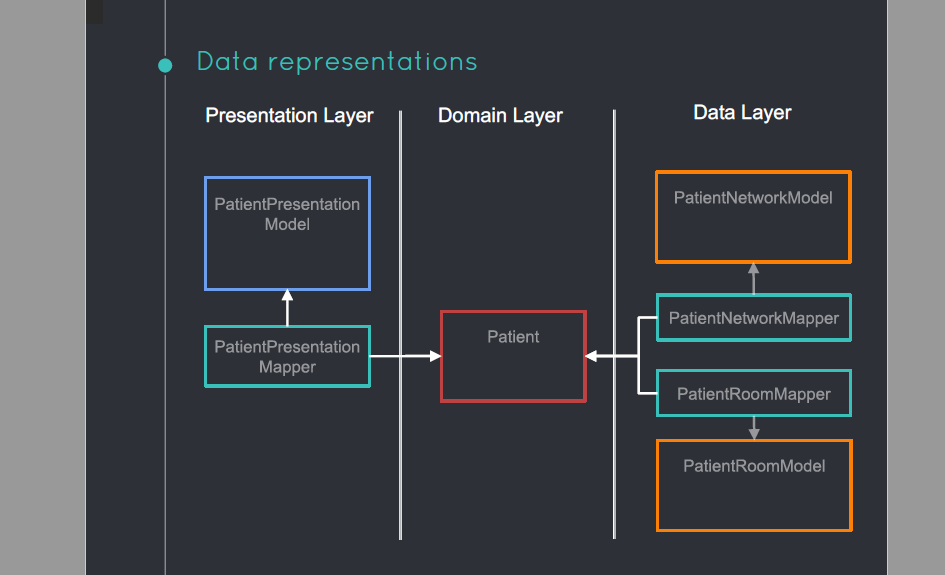 Data representations
Presentation Layer
Domain Layer
Data Layer
PatientPresentation
Model
PatientPresentation
Mapper
Patient
PatientNetworkModel
PatientNetworkMapper
PatientRoomMapper
PatientRoomModel